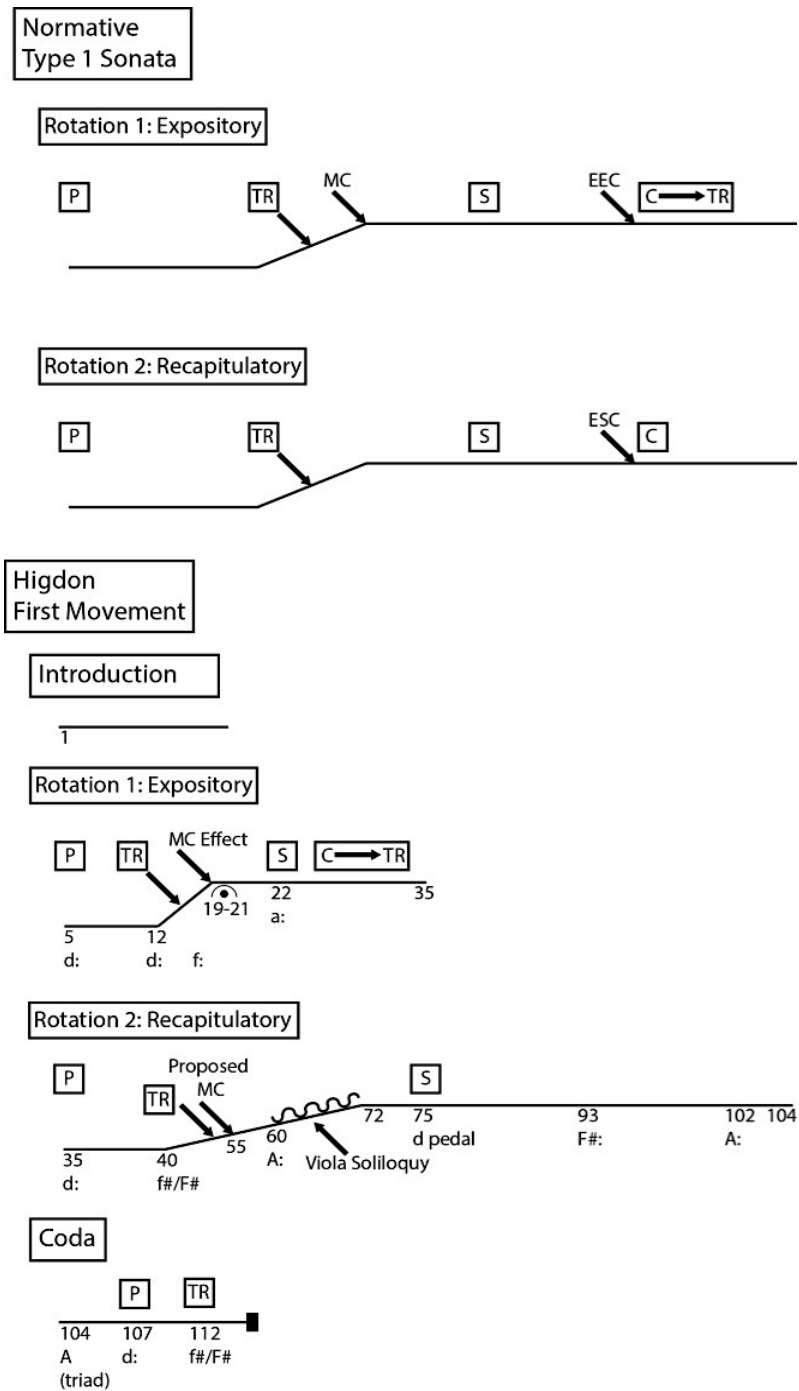 Normative
Type 1 Sonata
Rotation 1: Expository
P TR MC S EEC C TR
Rotation 2: Recapitulatory
P TR S ESC C
Higdon
First Movement
Introduction
1
Rotation 1: Expository
P TR MC Effect S C TR
5 12 19-21 22 35
d: d: f: a:
Rotation 2: Recapitulatory
P TR Proposed MC S
35 40 55 60 72 75 93 102 104
d: f#/F# A: Viola Soliloquy d pedal F#: A:
Coda
P TR
104 107 112
A d: f#/F#
(triad)